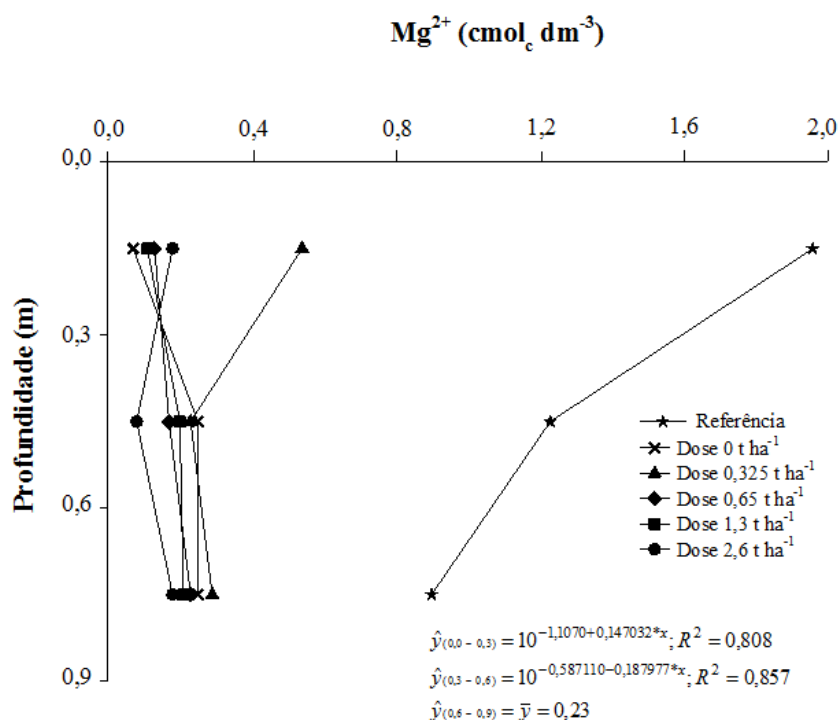 Mg²⁺ (cmol꜀ dm⁻³)
0,0 0,4 0,8 1,2 1,6 2,0
0,0
0,3
0,6
0,9
Profundidade (m)
Referência
Dose 0 t ha⁻¹
Dose 0,325 t ha⁻¹
Dose 0,65 t ha⁻¹
Dose 1,3 t ha⁻¹
Dose 2,6 t ha⁻¹
ŷ(0,0 – 0,3) = 10^−1,1070+0,147032*x; R² = 0,808
ŷ(0,3 – 0,6) = 10^−0,587110−0,187977*x; R² = 0,857
ŷ(0,6 – 0,9) = ȳ = 0,23